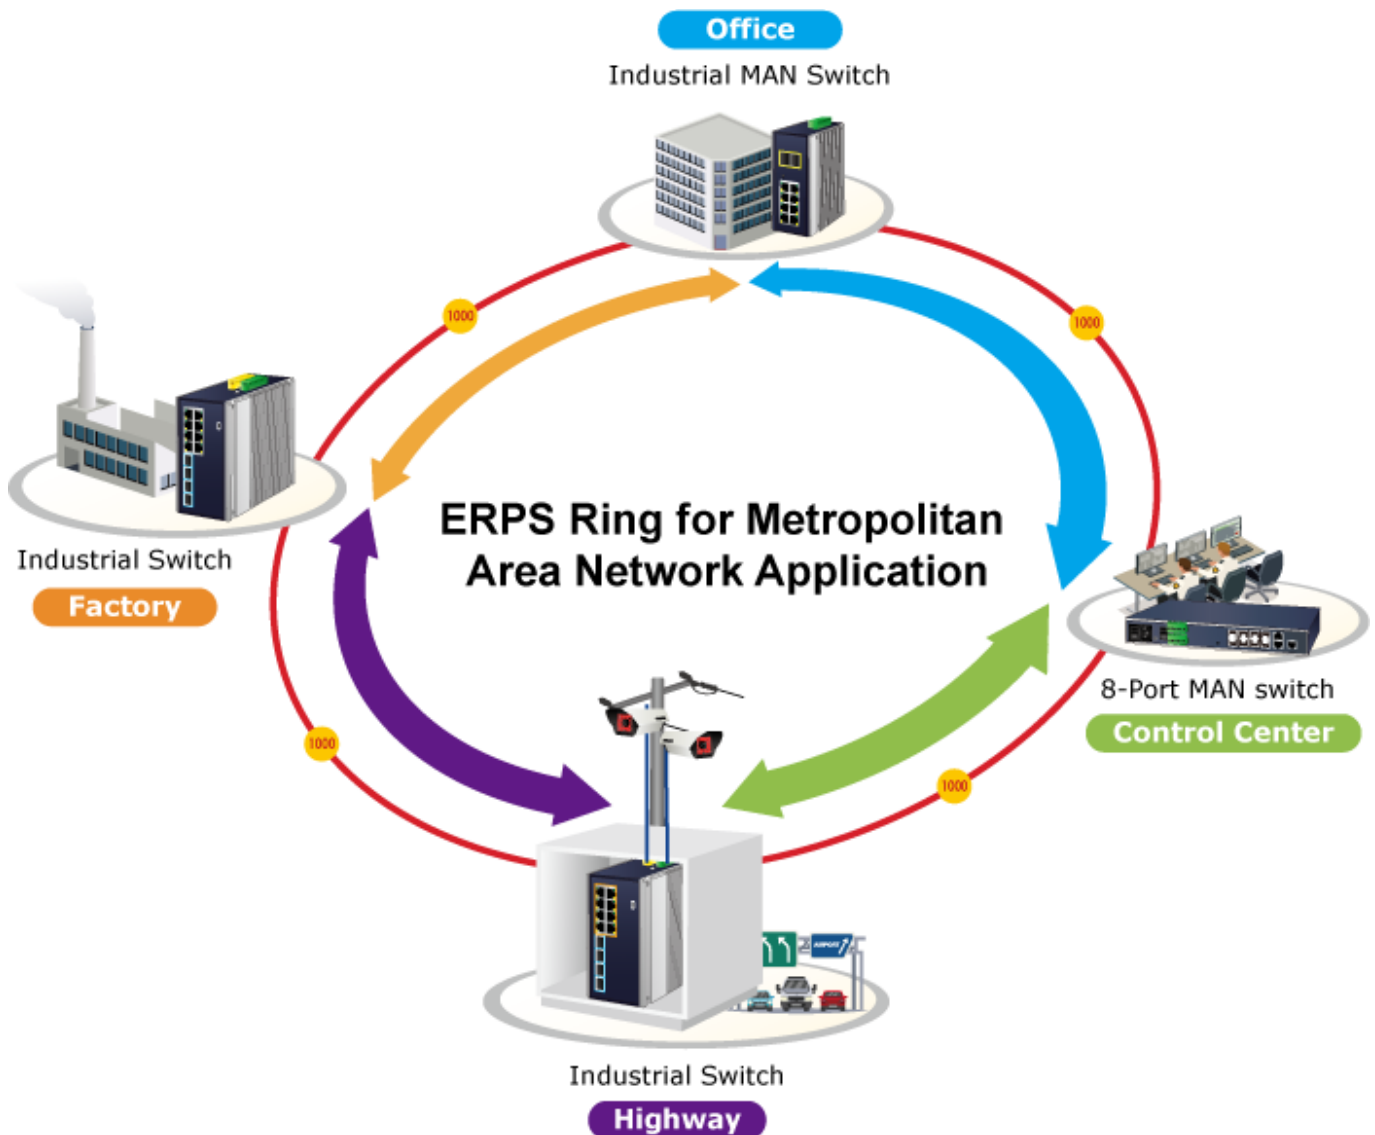 Office
Industrial MAN Switch
1000
1000
ERPS Ring for Metropolitan
Area Network Application
Industrial Switch
Factory
8-Port MAN switch
Control Center
1000
1000
AIRPORT
Industrial Switch
Highway